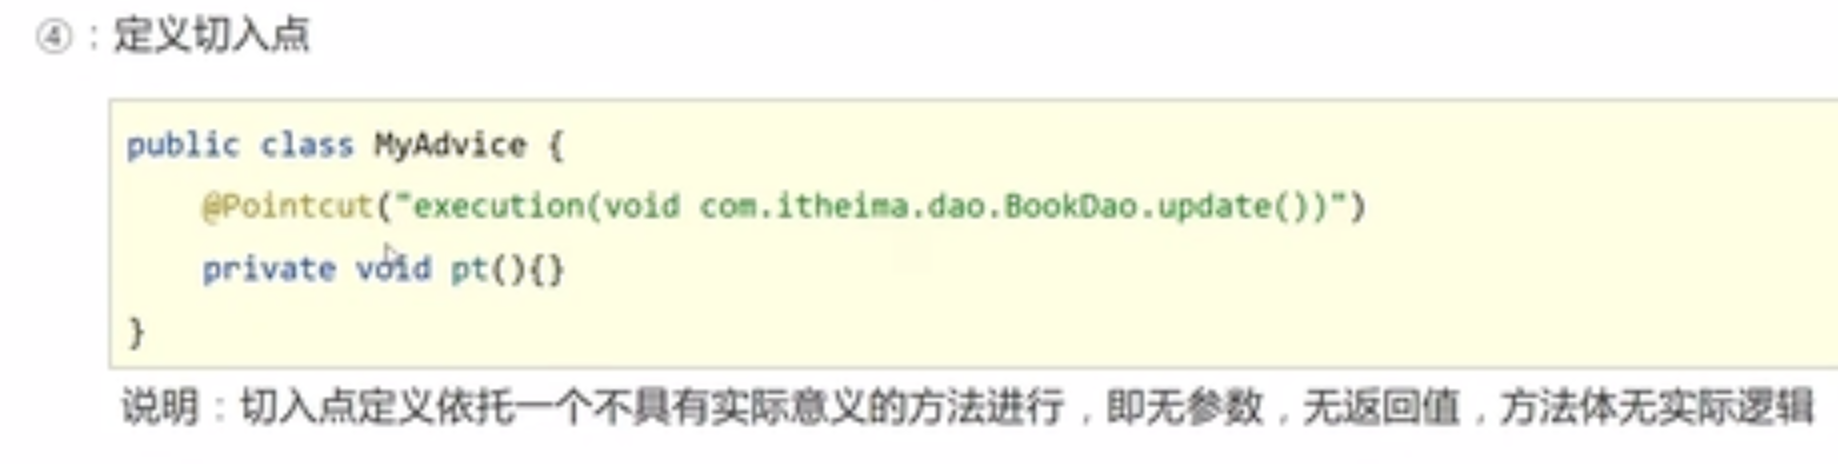 ④：定义切入点
public class MyAdvice {
@Pointcut("execution(void com.itheima.dao.BookDao.update())")
private void pt(){}
}
说明：切入点定义依托一个不具有实际意义的方法进行，即无参数，无返回值，方法体无实际逻辑